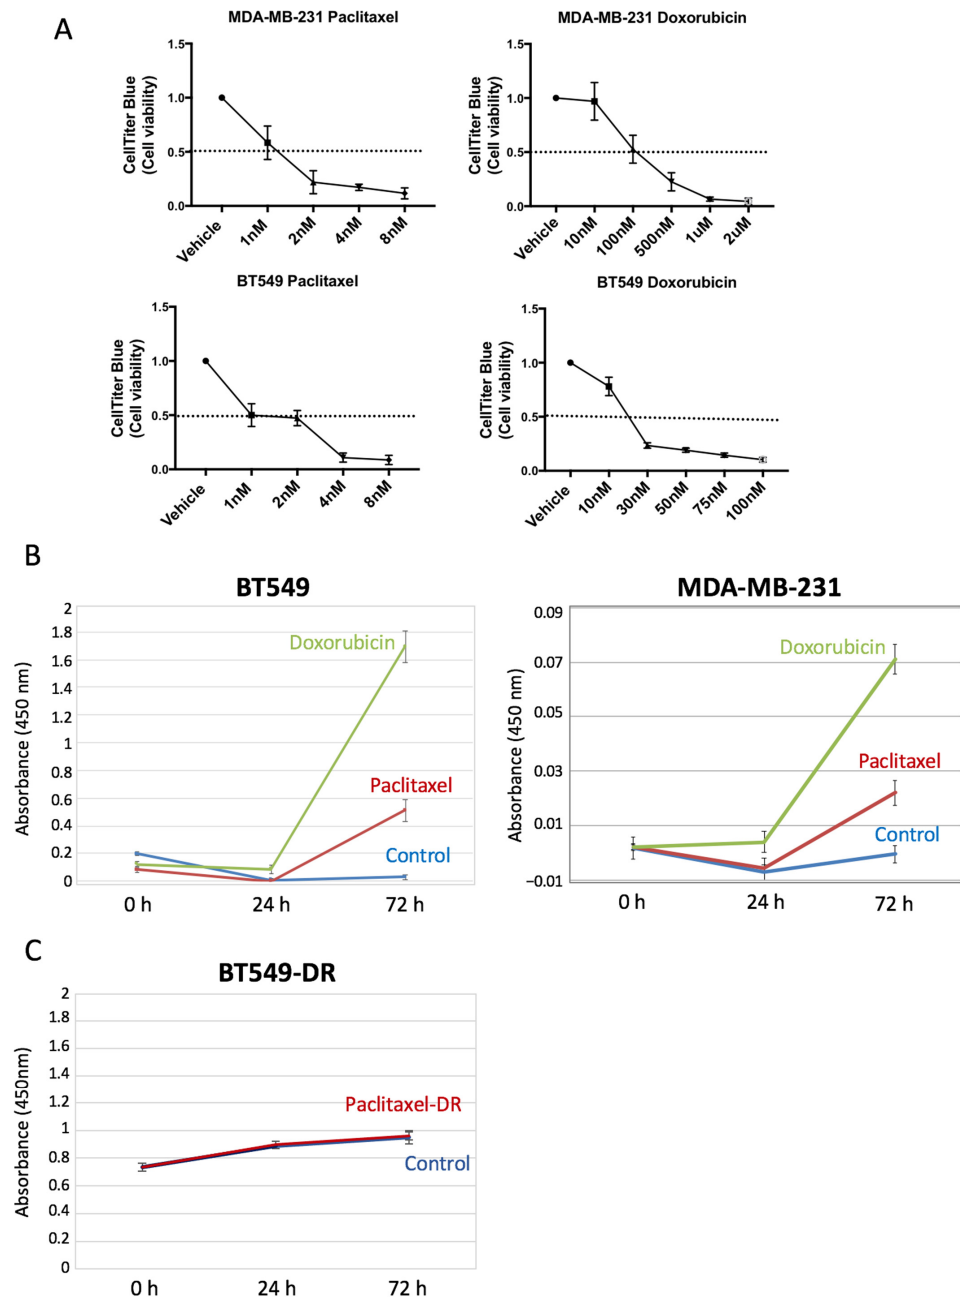 A
MDA-MB-231 Paclitaxel
CellTiter Blue
(Cell viability)
1.5
1.0
0.5
0.0
Vehicle
1nM
2nM
4nM
8nM
MDA-MB-231 Doxorubicin
CellTiter Blue
(Cell viability)
1.5
1.0
0.5
0.0
Vehicle
10nM
100nM
500nM
1uM
2uM
BT549 Paclitaxel
CellTiter Blue
(Cell viability)
1.5
1.0
0.5
0.0
Vehicle
1nM
2nM
4nM
8nM
BT549 Doxorubicin
CellTiter Blue
(Cell viability)
1.5
1.0
0.5
0.0
Vehicle
10nM
30nM
50nM
75nM
100nM
B
BT549
Absorbance (450 nm)
2
1.8
1.6
1.4
1.2
1
0.8
0.6
0.4
0.2
0
Doxorubicin
Paclitaxel
Control
0 h
24 h
72 h
MDA-MB-231
Absorbance (450 nm)
0.09
0.07
0.05
0.03
0.01
−0.01
Doxorubicin
Paclitaxel
Control
0 h
24 h
72 h
C
BT549-DR
Absorbance (450nm)
2
1.8
1.6
1.4
1.2
1
0.8
0.6
0.4
0.2
0
Paclitaxel-DR
Control
0 h
24 h
72 h